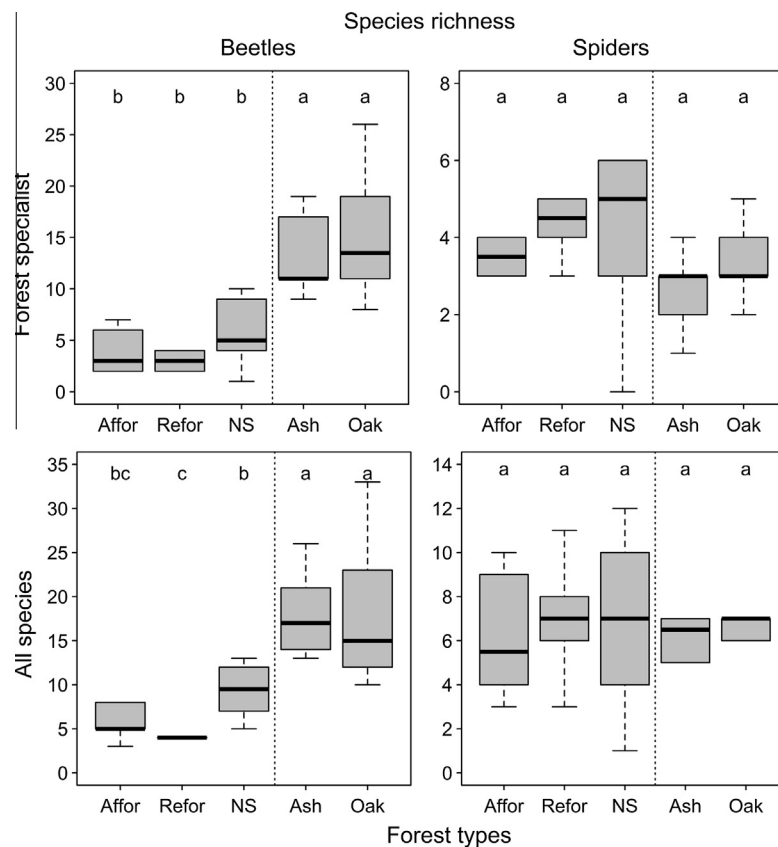 Species richness
Beetles Spiders
Forest specialist
30
25
20
15
10
5
0
b b b a a
Affor Refor NS Ash Oak
8
6
4
2
0
a a a a a
Affor Refor NS Ash Oak
All species
35
30
25
20
15
10
5
0
bc c b a a
Affor Refor NS Ash Oak
14
12
10
8
6
4
2
0
a a a a a
Affor Refor NS Ash Oak
Forest types